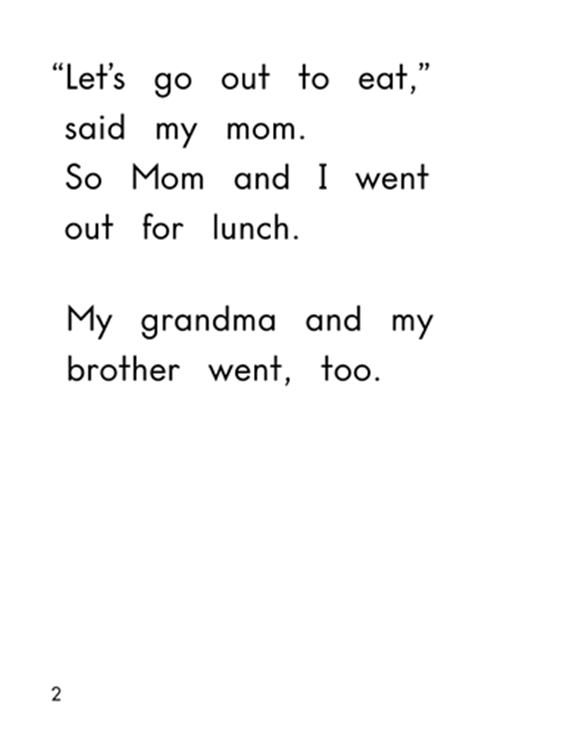 “Let’s go out to eat,”
said my mom.
So Mom and I went
out for lunch.
My grandma and my
brother went, too.
2